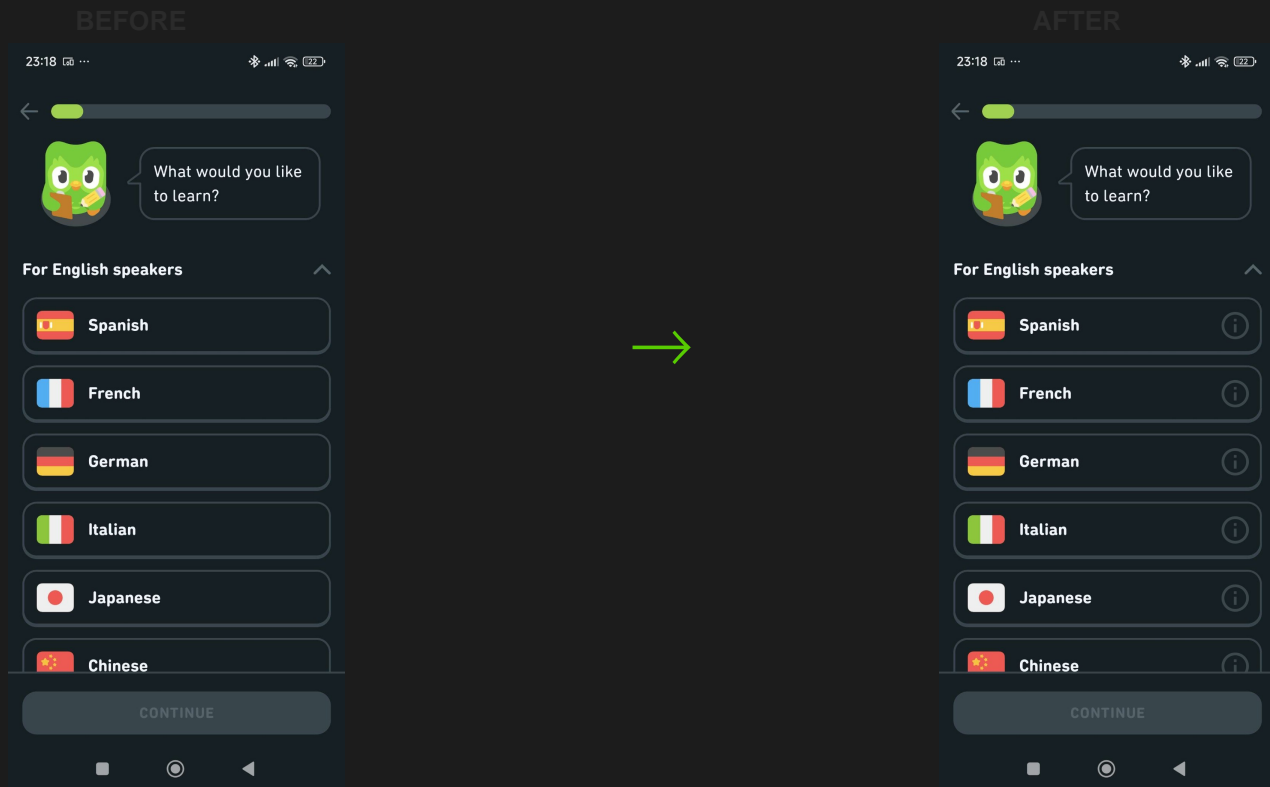 BEFORE
23:18
22
What would you like
to learn?
For English speakers
Spanish
French
German
Italian
Japanese
Chinese
CONTINUE
AFTER
23:18
22
What would you like
to learn?
For English speakers
Spanish
French
German
Italian
Japanese
Chinese
CONTINUE